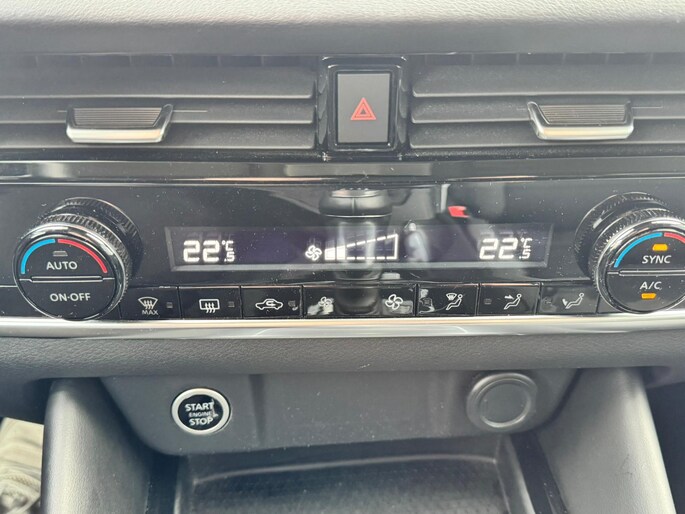 22.5°C
22.5°C
AUTO
ON·OFF
SYNC
A/C
MAX
START
ENGINE
STOP